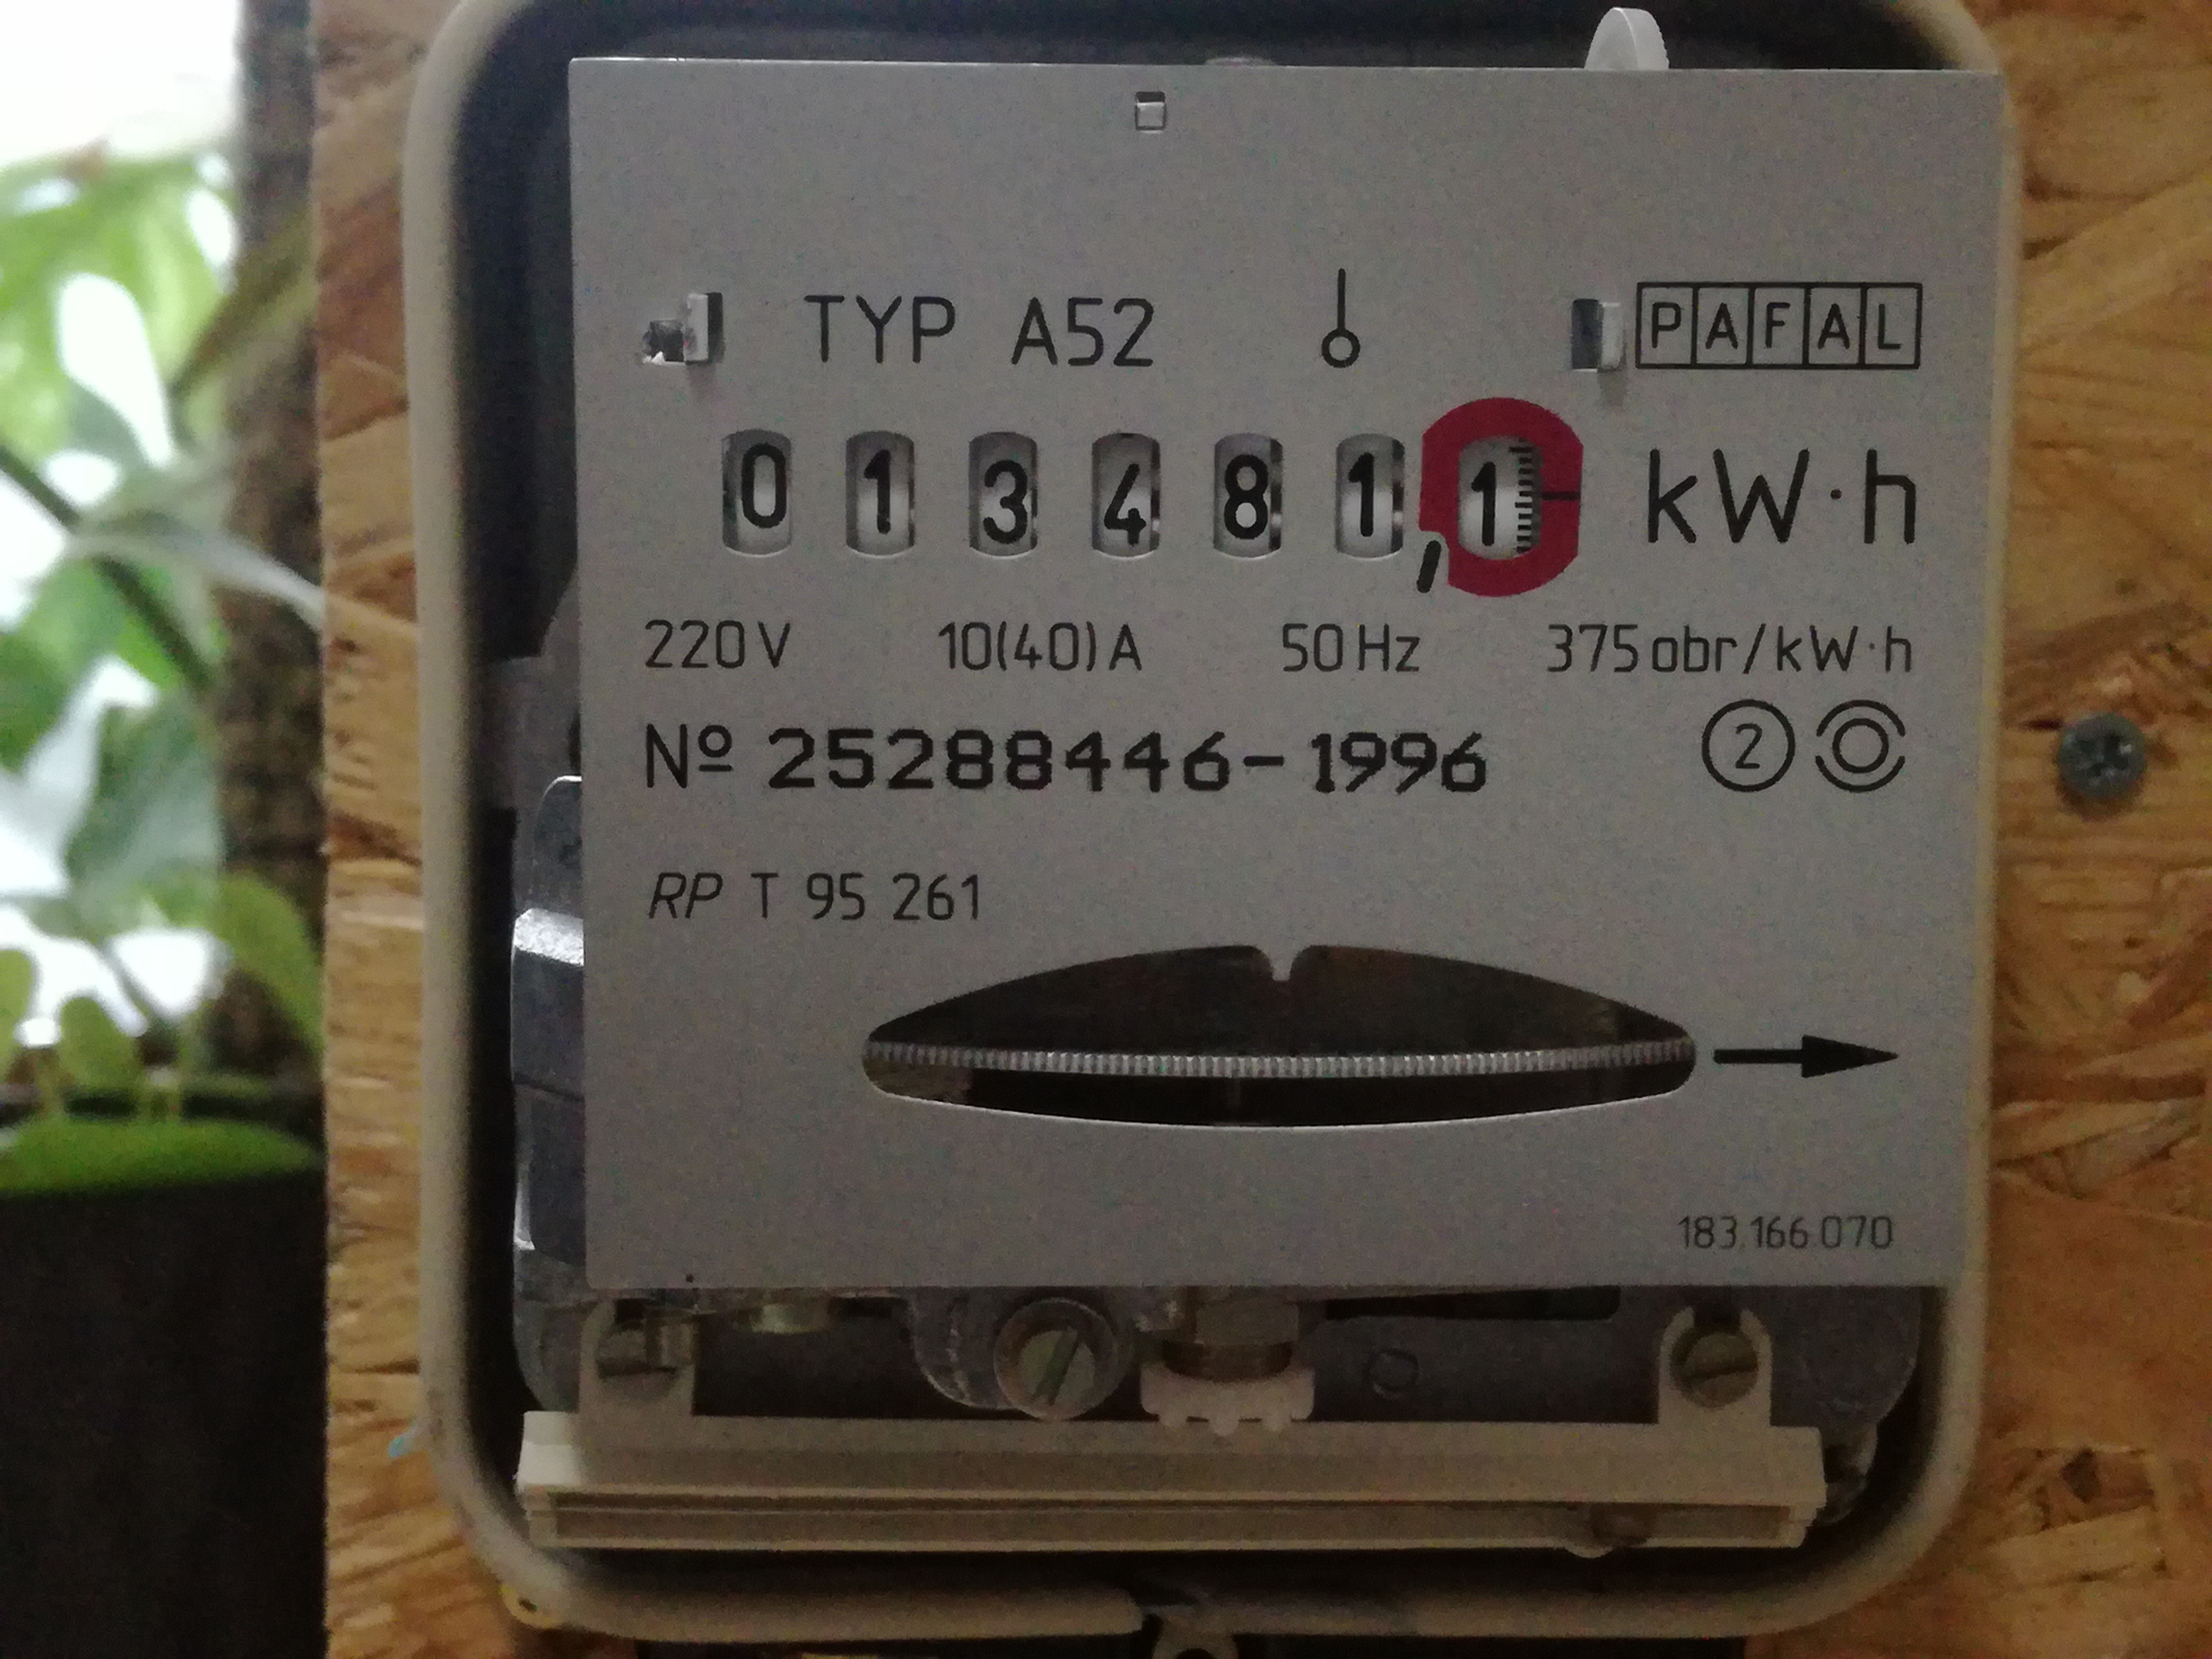 TYP A52 PAFAL
0 1 3 4 8 1 , 1 kW·h
220 V 10(40) A 50 Hz 375 obr/kW·h
Nº 25288446-1996 2
RP T 95 261
183.166.070